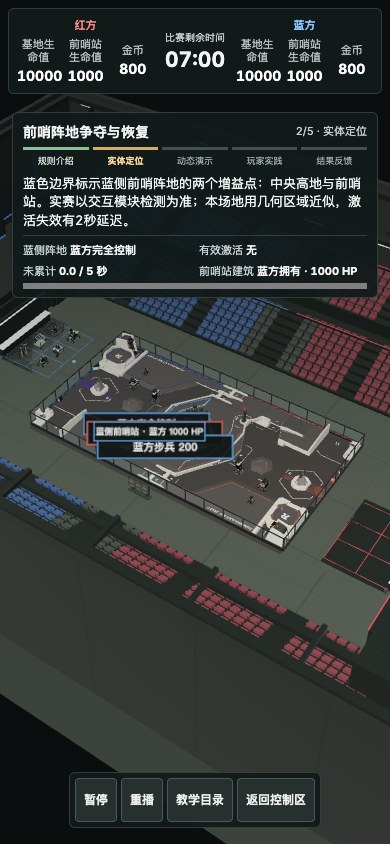 红方
比赛剩余时间
蓝方
基地生命值
前哨站生命值
金币
10000 1000 800
07:00
基地生命值
前哨站生命值
金币
10000 1000 800
前哨阵地争夺与恢复
2/5 · 实体定位
规则介绍 实体定位 动态演示 玩家实践 结果反馈
蓝色边界标示蓝侧前哨阵地的两个增益点：中央高地与前哨
站。实赛以交互模块检测为准；本场地用几何区域近似，激
活失效有2秒延迟。
蓝侧阵地 蓝方完全控制
有效激活 无
未累计 0.0 / 5 秒
前哨站建筑 蓝方拥有 · 1000 HP
蓝侧前哨站 · 蓝方 1000 HP
蓝方步兵 200
暂停 重播 教学目录 返回控制区